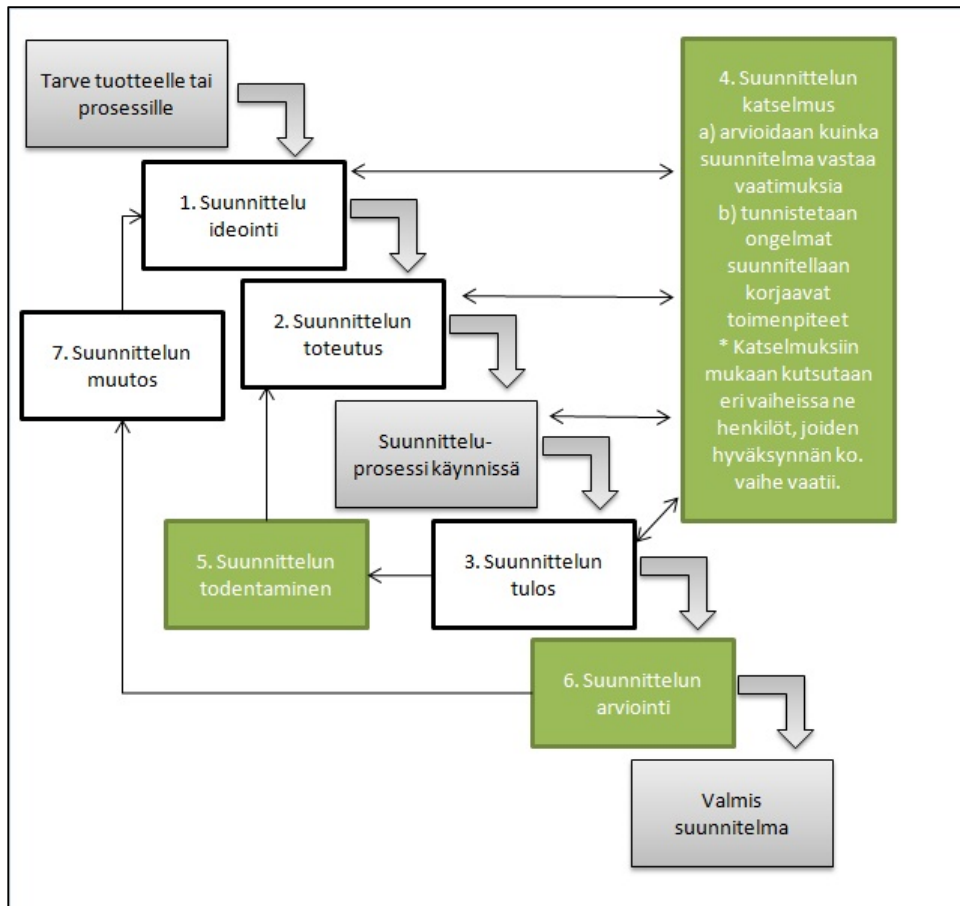 Tarve tuotteelle tai
prosessille
1. Suunnittelu
ideointi
2. Suunnittelun
toteutus
7. Suunnittelun
muutos
Suunnittelu-
prosessi käynnissä
5. Suunnittelun
todentaminen
3. Suunnittelun
tulos
6. Suunnittelun
arviointi
Valmis
suunnitelma
4. Suunnittelun
katselmus
a) arvioidaan kuinka
suunnitelma vastaa
vaatimuksia
b) tunnistetaan
ongelmat
suunnitellaan
korjaavat
toimenpiteet
* Katselmuksiin
mukaan kutsutaan
eri vaiheissa ne
henkilöt, joiden
hyväksynnän ko.
vaihe vaatii.